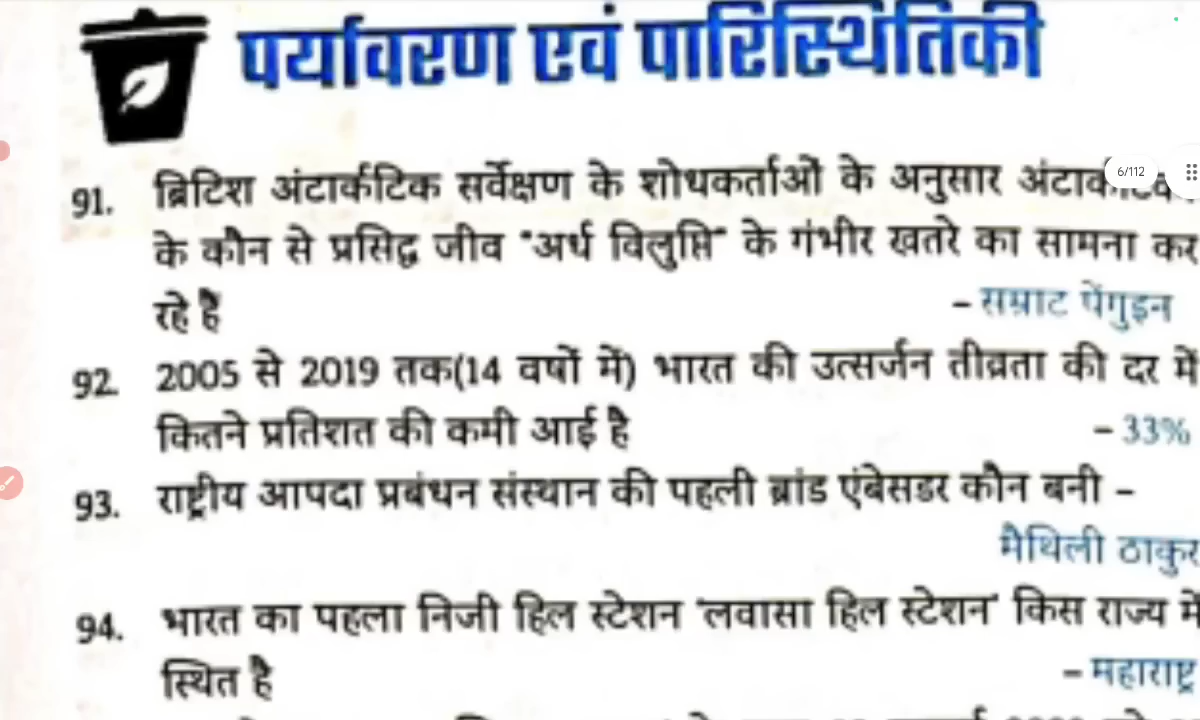 पर्यावरण एवं पारिस्थितिकी
6/112
91. ब्रिटिश अंटार्कटिक सर्वेक्षण के शोधकर्ताओं के अनुसार
के कौन से प्रसिद्ध जीव "अर्ध विलुप्ति" के गंभीर खतरे का सामना कर
रहे हैं – सम्राट पेंगुइन
92. 2005 से 2019 तक(14 वर्षो में) भारत की उत्सर्जन तीव्रता की दर में
कितने प्रतिशत की कमी आई है – 33%
93. राष्ट्रीय आपदा प्रबंधन संस्थान की पहली ब्रांड एंबेसडर कौन बनी –
मैथिली ठाकुर
94. भारत का पहला निजी हिल स्टेशन 'लवासा हिल स्टेशन' किस राज्य में
स्थित है – महाराष्ट्र